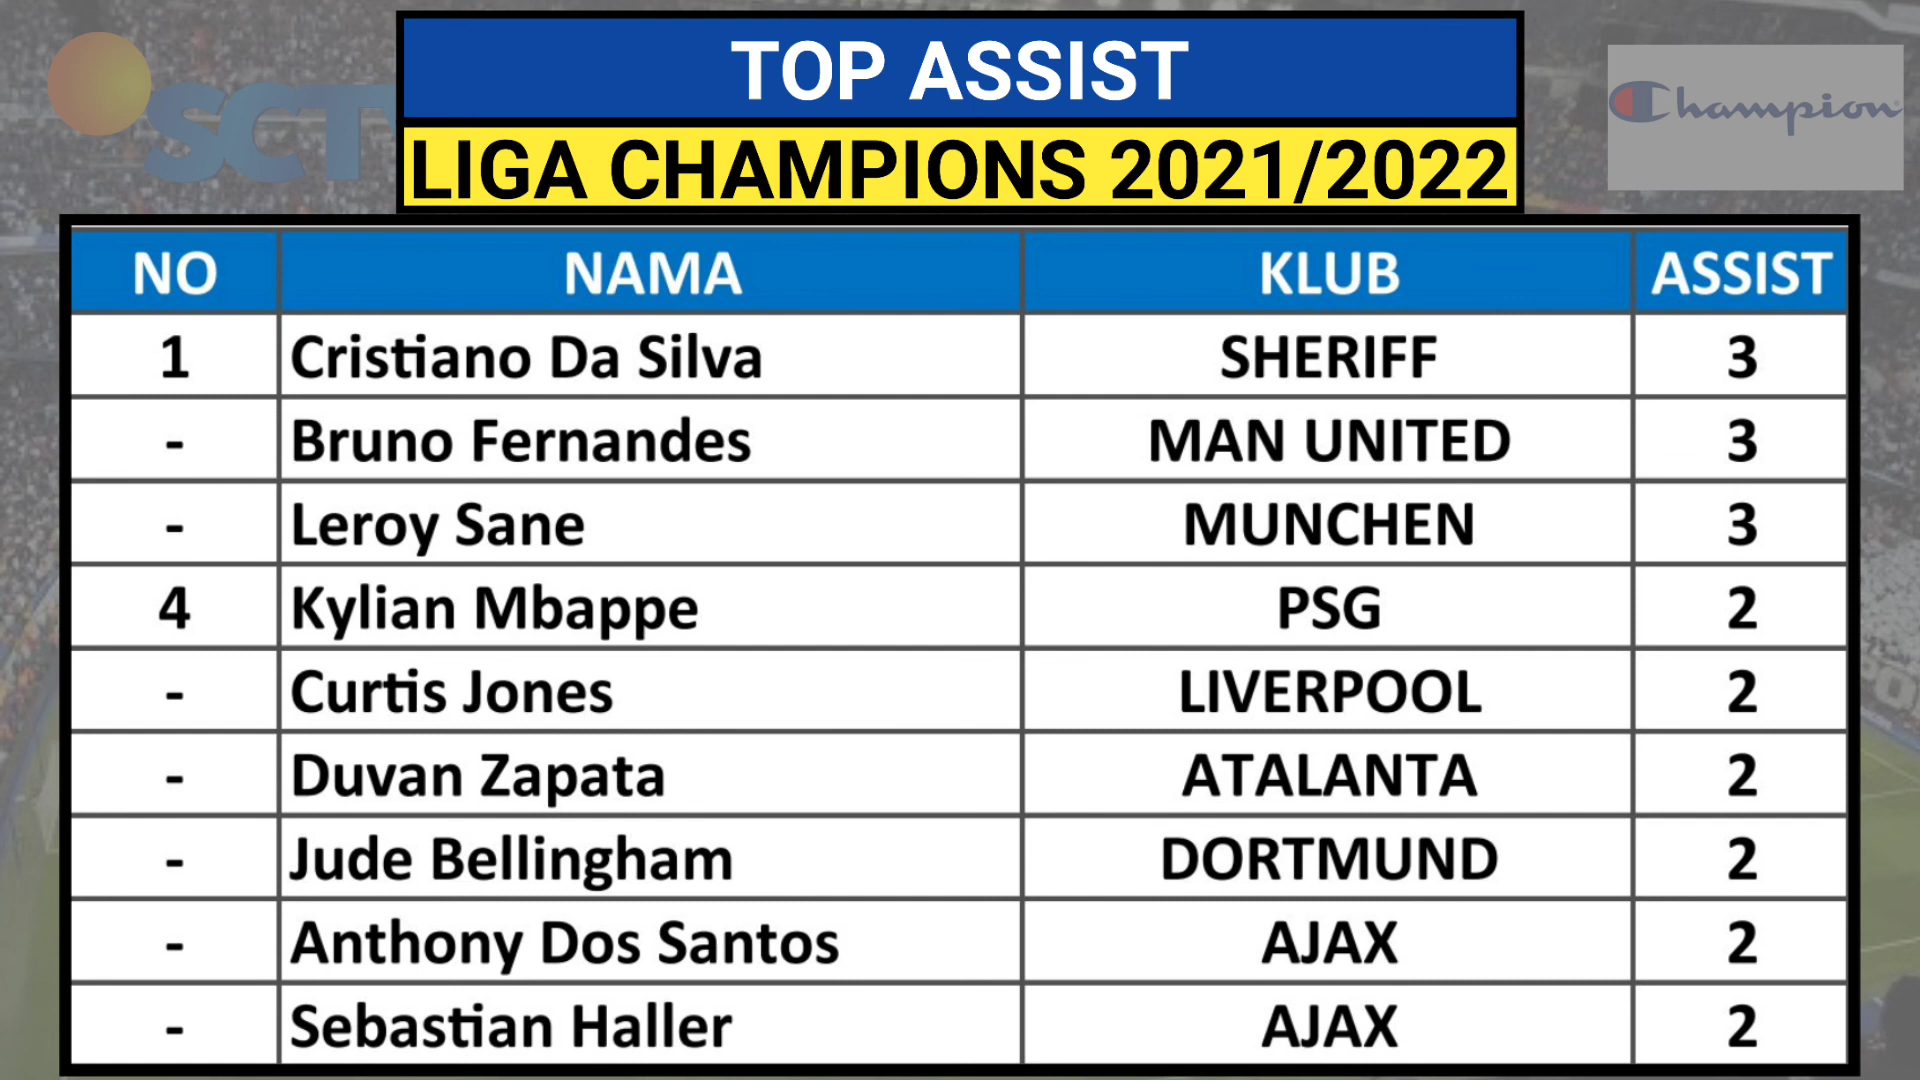 SCTV
TOP ASSIST
Champion
LIGA CHAMPIONS 2021/2022
NO NAMA KLUB ASSIST
1 Cristiano Da Silva SHERIFF 3
- Bruno Fernandes MAN UNITED 3
- Leroy Sane MUNCHEN 3
4 Kylian Mbappe PSG 2
- Curtis Jones LIVERPOOL 2
- Duvan Zapata ATALANTA 2
- Jude Bellingham DORTMUND 2
- Anthony Dos Santos AJAX 2
- Sebastian Haller AJAX 2